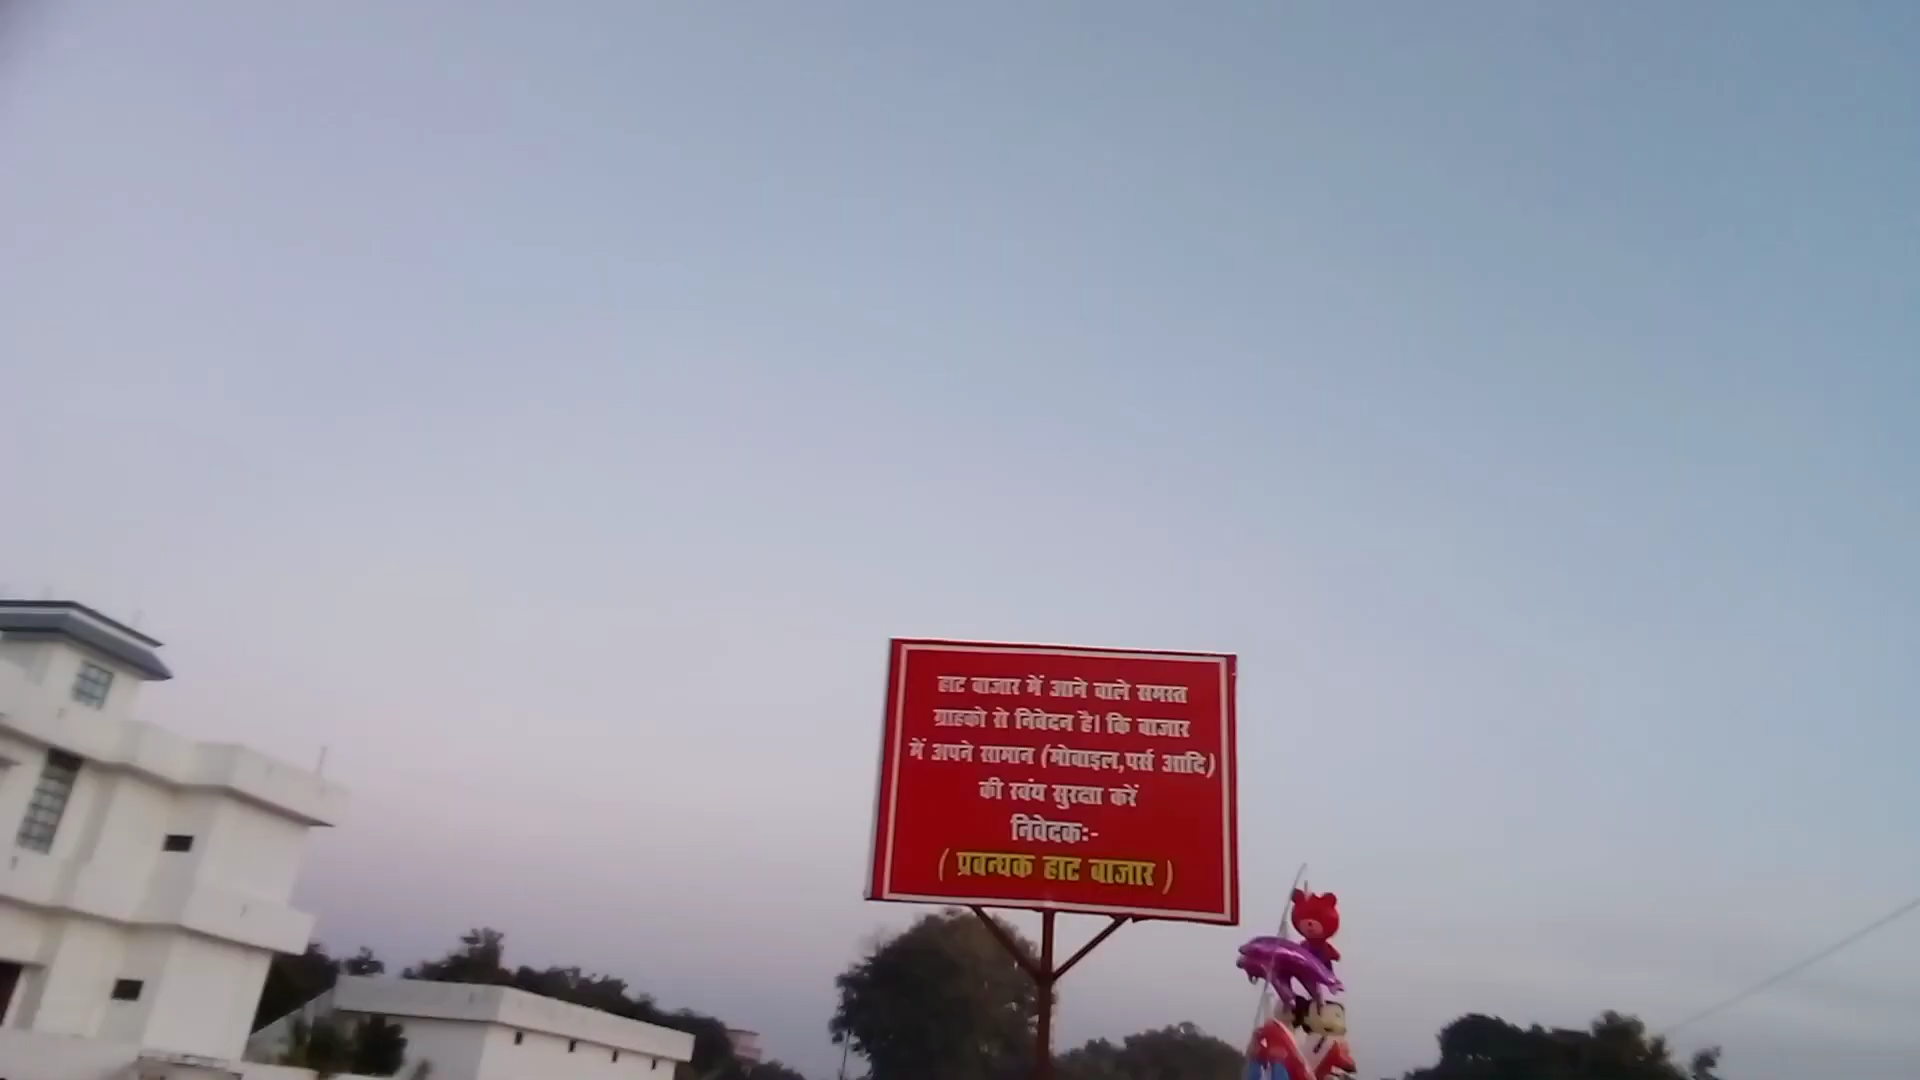 हाट बाजार में आने वाले समस्त
ग्राहको से निवेदन है। कि बाजार
में अपने सामान (मोबाइल,पर्स आदि)
की स्वंय सुरक्षा करें
निवेदकः-
( प्रबन्धक हाट बाजार )